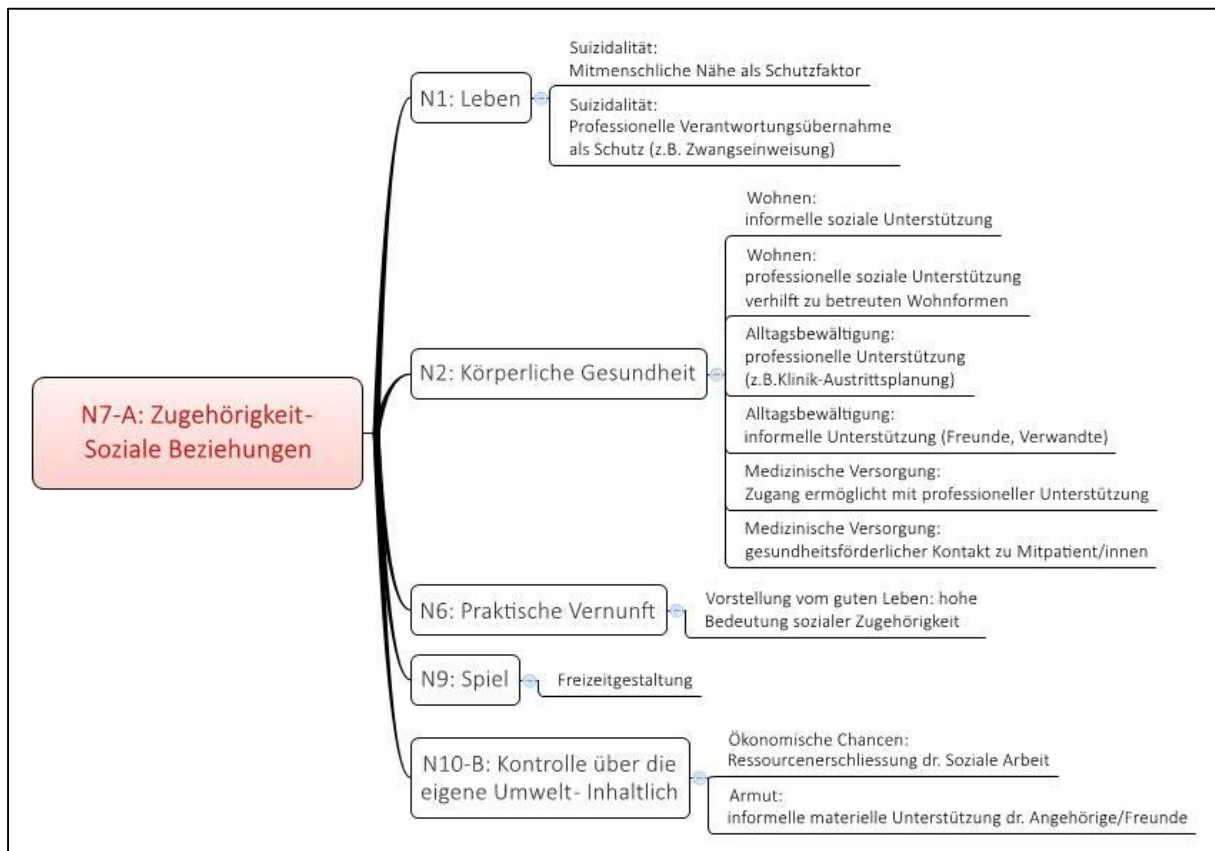 N7-A: Zugehörigkeit-
Soziale Beziehungen
N1: Leben
Suizidalität:
Mitmenschliche Nähe als Schutzfaktor
Suizidalität:
Professionelle Verantwortungsübernahme
als Schutz (z.B. Zwangseinweisung)
N2: Körperliche Gesundheit
Wohnen:
informelle soziale Unterstützung
Wohnen:
professionelle soziale Unterstützung
verhilft zu betreuten Wohnformen
Alltagsbewältigung:
professionelle Unterstützung
(z.B.Klinik-Austrittsplanung)
Alltagsbewältigung:
informelle Unterstützung (Freunde, Verwandte)
Medizinische Versorgung:
Zugang ermöglicht mit professioneller Unterstützung
Medizinische Versorgung:
gesundheitsförderlicher Kontakt zu Mitpatient/innen
N6: Praktische Vernunft
Vorstellung vom guten Leben: hohe
Bedeutung sozialer Zugehörigkeit
N9: Spiel
Freizeitgestaltung
N10-B: Kontrolle über die
eigene Umwelt- Inhaltlich
Ökonomische Chancen:
Ressourcenerschliessung dr. Soziale Arbeit
Armut:
informelle materielle Unterstützung dr. Angehörige/Freunde